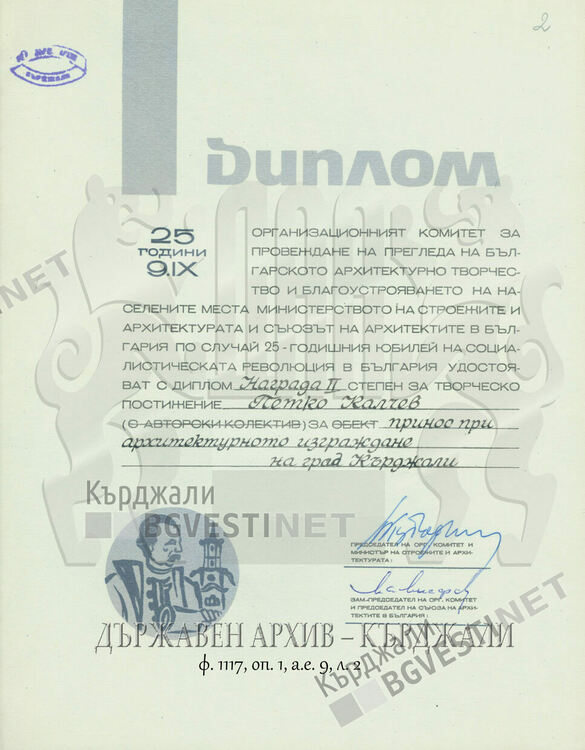 2
Диплом
25
ГОДИНИ
9.IX
ОРГАНИЗАЦИОННИЯТ КОМИТЕТ ЗА
ПРОВЕЖДАНЕ НА ПРЕГЛЕДА НА БЪЛ-
ГАРСКОТО АРХИТЕКТУРНО ТВОРЧЕС-
ТВО И БЛАГОУСТРОЯВАНЕТО НА НА-
СЕЛЕНИТЕ МЕСТА МИНИСТЕРСТВОТО НА СТРОЕЖИТЕ И
АРХИТЕКТУРАТА И СЪЮЗЪТ НА АРХИТЕКТИТЕ В БЪЛ-
ГАРИЯ ПО СЛУЧАЙ 25-ГОДИШНИЯ ЮБИЛЕЙ НА СОЦИА-
ЛИСТИЧЕСКАТА РЕВОЛЮЦИЯ В БЪЛГАРИЯ УДОСТОЯ-
ВАТ С ДИПЛОМ Награда II СТЕПЕН ЗА ТВОРЧЕСКО
ПОСТИЖЕНИЕ Петко Калчев
(С АВТОРСКИ КОЛЕКТИВ) ЗА ОБЕКТ принос при
архитектурното изграждане
на град Кърджали
ПРЕДСЕДАТЕЛ НА ОРГ. КОМИТЕТ И
МИНИСТЪР НА СТРОЕЖИТЕ И АРХИ-
ТЕКТУРАТА:
ЗАМ.-ПРЕДСЕДАТЕЛ НА ОРГ. КОМИТЕТ
И ПРЕДСЕДАТЕЛ НА СЪЮЗА НА АРХИ-
ТЕКТИТЕ В БЪЛГАРИЯ:
Кърджали
BGVESTINET
ДЪРЖАВЕН АРХИВ – КЪРДЖАЛИ
ф. 1117, оп. 1, а.е. 9, л. 2
Кърджали
BGVESTINET
TINET
Кърджали
BGVESTINET